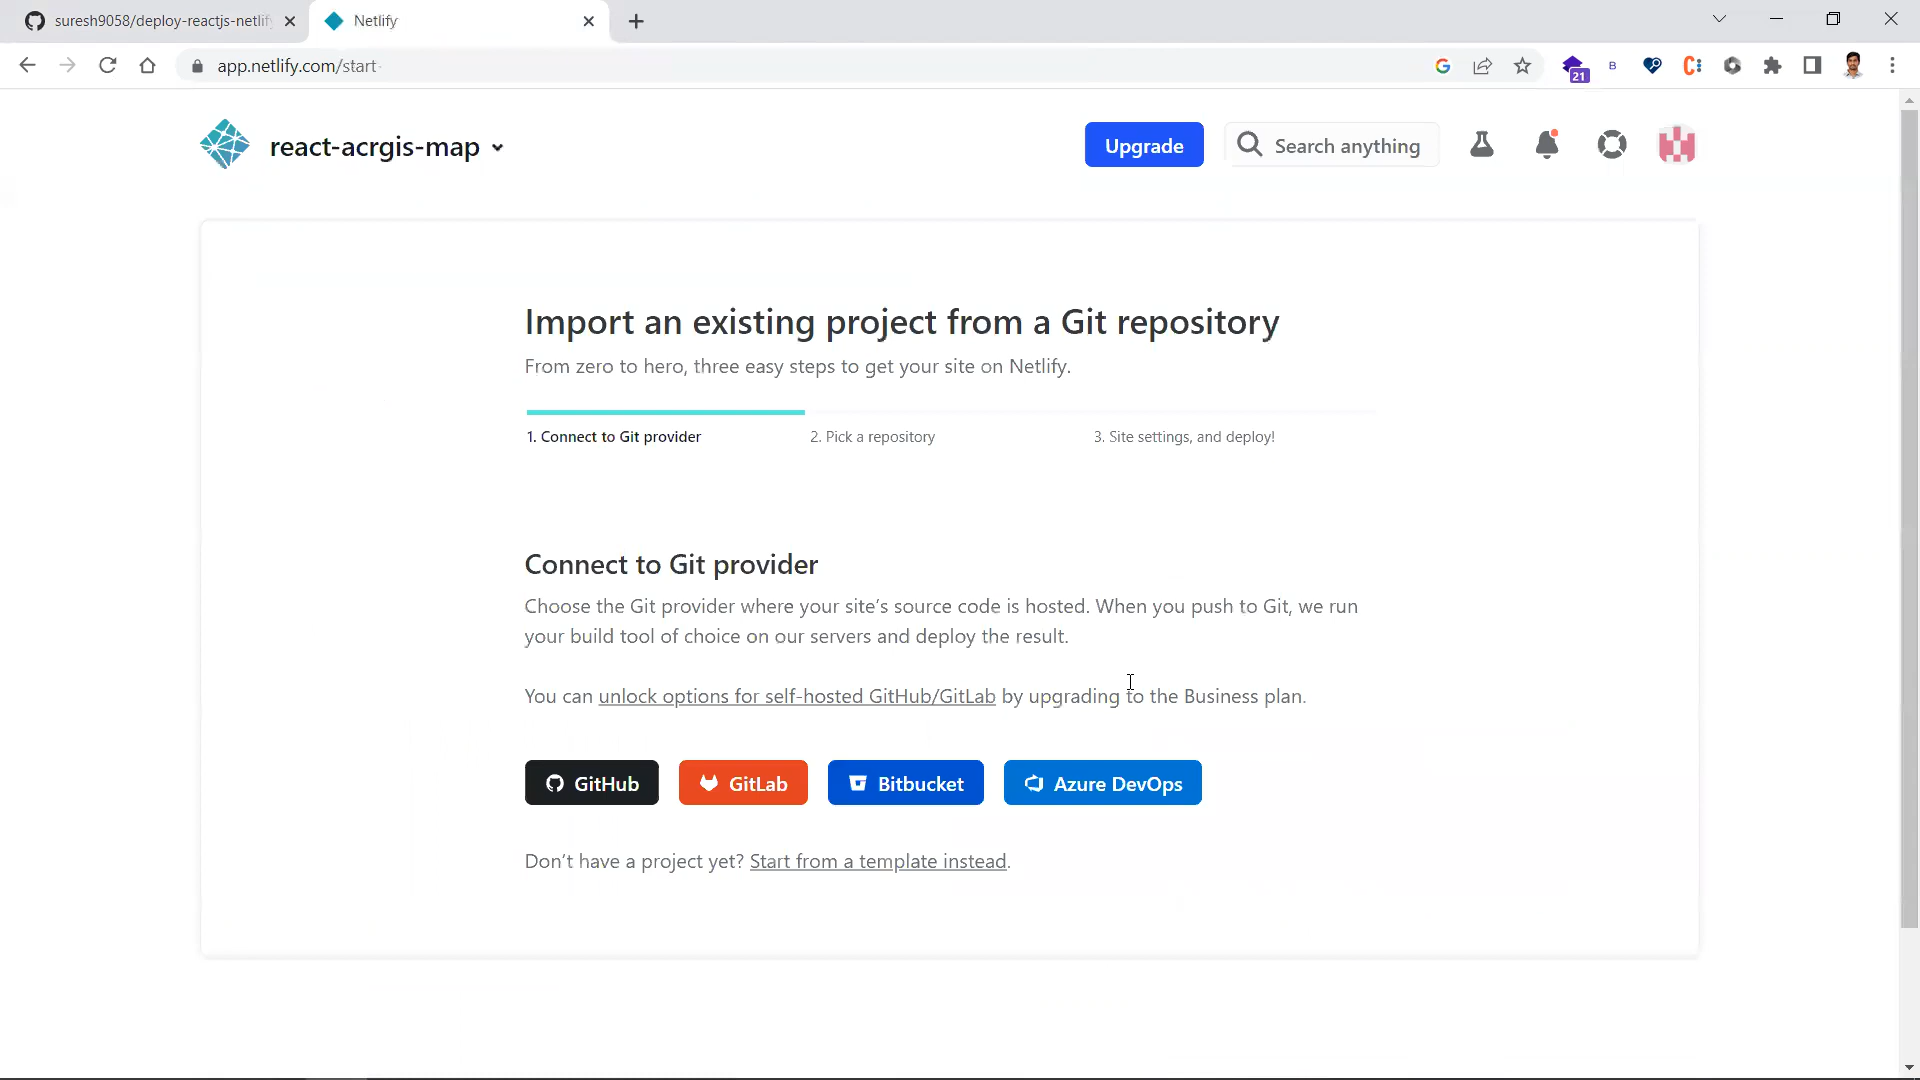 suresh9058/deploy-reactjs-netlif
Netlify
app.netlify.com/start
21
B
react-acrgis-map
Upgrade
Search anything
Import an existing project from a Git repository
From zero to hero, three easy steps to get your site on Netlify.
1. Connect to Git provider
2. Pick a repository
3. Site settings, and deploy!
Connect to Git provider
Choose the Git provider where your site's source code is hosted. When you push to Git, we run
your build tool of choice on our servers and deploy the result.
You can unlock options for self-hosted GitHub/GitLab by upgrading to the Business plan.
GitHub
GitLab
Bitbucket
Azure DevOps
Don't have a project yet? Start from a template instead.